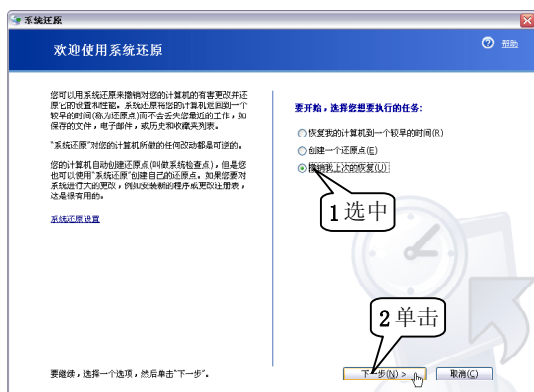 系统还原
欢迎使用系统还原
帮助
您可以用系统还原来撤销对您的计算机的有害更改并还
原它的设置和性能。系统还原将您的计算机返回到一个
较早的时间(称为还原点)而不会丢失您最近的工作，如
保存的文件，电子邮件，或历史和收藏夹列表。
“系统还原”对您的计算机所做的任何改动都是可逆的。
您的计算机自动创建还原点(叫做系统检查点)，但是您
也可以使用“系统还原”创建自己的还原点。如果您要对
系统进行大的更改，例如安装新的程序或更改注册表，
这是很有用的。
系统还原设置
要开始，选择您想要执行的任务:
恢复我的计算机到一个较早的时间(R)
创建一个还原点(E)
撤销我上次的恢复(U)
1选中
2单击
要继续，选择一个选项，然后单击“下一步”。
下一步(N) >
取消(C)